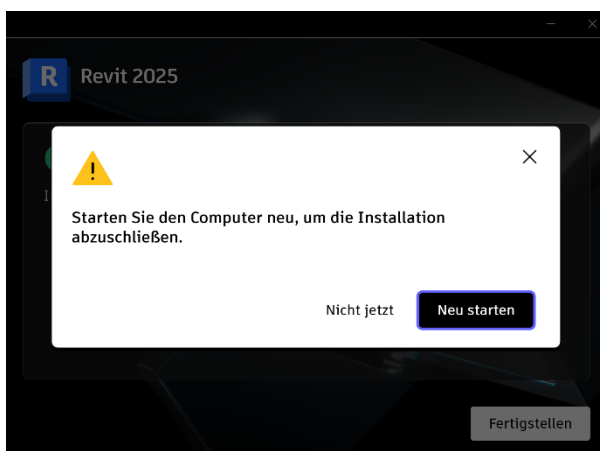 R Revit 2025
I
Starten Sie den Computer neu, um die Installation
abzuschließen.
Nicht jetzt Neu starten
Fertigstellen